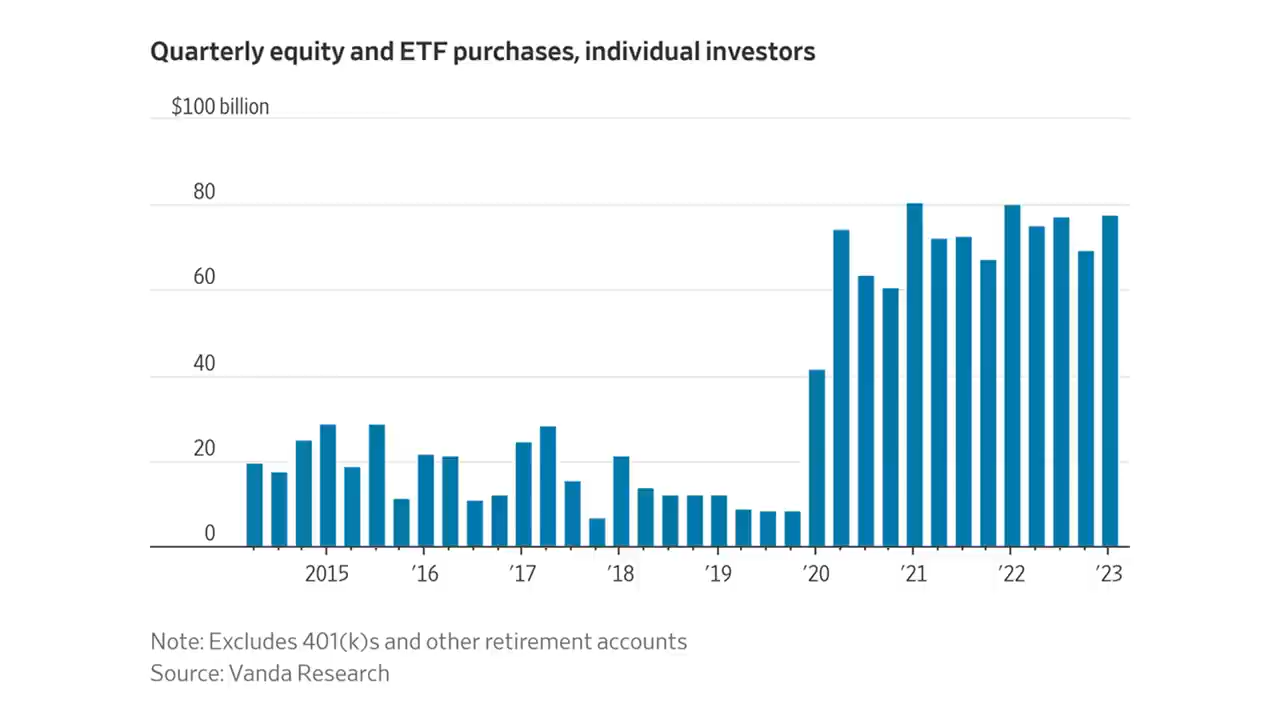 Quarterly equity and ETF purchases, individual investors
$100 billion
80
60
40
20
0
2015 ’16 ’17 ’18 ’19 ’20 ’21 ’22 ’23
Note: Excludes 401(k)s and other retirement accounts
Source: Vanda Research